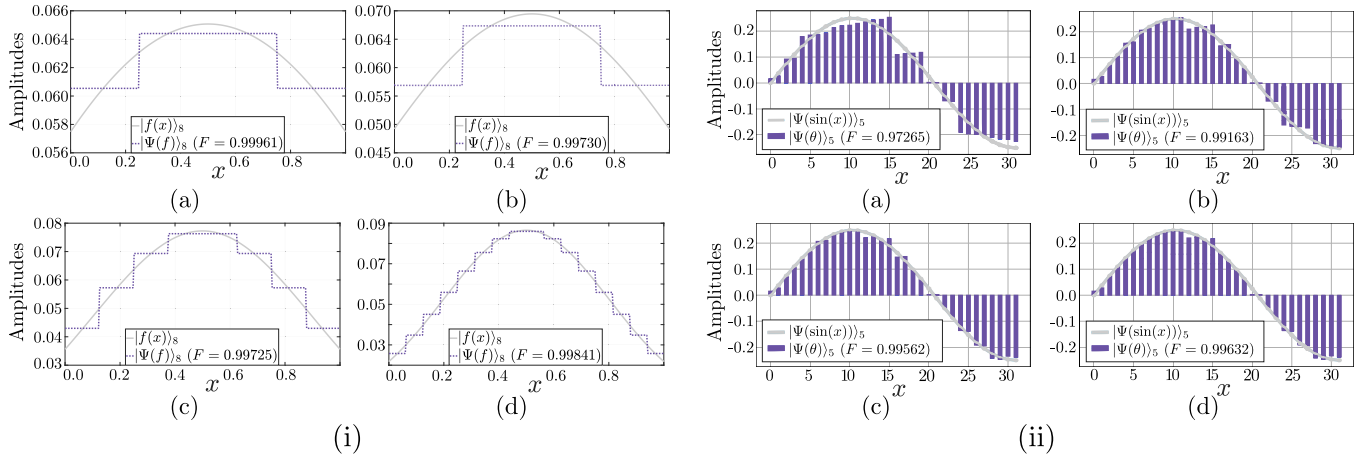 Amplitudes
0.066
0.064
0.062
0.060
0.058
0.056
|f(x)⟩₈
|Ψ(f)⟩₈ (F = 0.99961)
0.0 0.2 0.4 0.6 0.8
x
(a)
0.070
0.065
0.060
0.055
0.050
0.045
|f(x)⟩₈
|Ψ(f)⟩₈ (F = 0.99730)
0.0 0.2 0.4 0.6 0.8
x
(b)
Amplitudes
0.08
0.07
0.06
0.05
0.04
0.03
|f(x)⟩₈
|Ψ(f)⟩₈ (F = 0.99725)
0.0 0.2 0.4 0.6 0.8
x
(c)
0.09
0.07
0.05
0.03
|f(x)⟩₈
|Ψ(f)⟩₈ (F = 0.99841)
0.0 0.2 0.4 0.6 0.8
x
(d)
(i)
Amplitudes
0.2
0.1
0.0
−0.1
−0.2
|Ψ(sin(x))⟩₅
|Ψ(θ)⟩₅ (F = 0.97265)
0 5 10 15 20 25 30
x
(a)
0.2
0.1
0.0
−0.1
−0.2
|Ψ(sin(x))⟩₅
|Ψ(θ)⟩₅ (F = 0.99163)
0 5 10 15 20 25 30
x
(b)
Amplitudes
0.2
0.1
0.0
−0.1
−0.2
|Ψ(sin(x))⟩₅
|Ψ(θ)⟩₅ (F = 0.99562)
0 5 10 15 20 25 30
x
(c)
0.2
0.1
0.0
−0.1
−0.2
|Ψ(sin(x))⟩₅
|Ψ(θ)⟩₅ (F = 0.99632)
0 5 10 15 20 25 30
x
(d)
(ii)